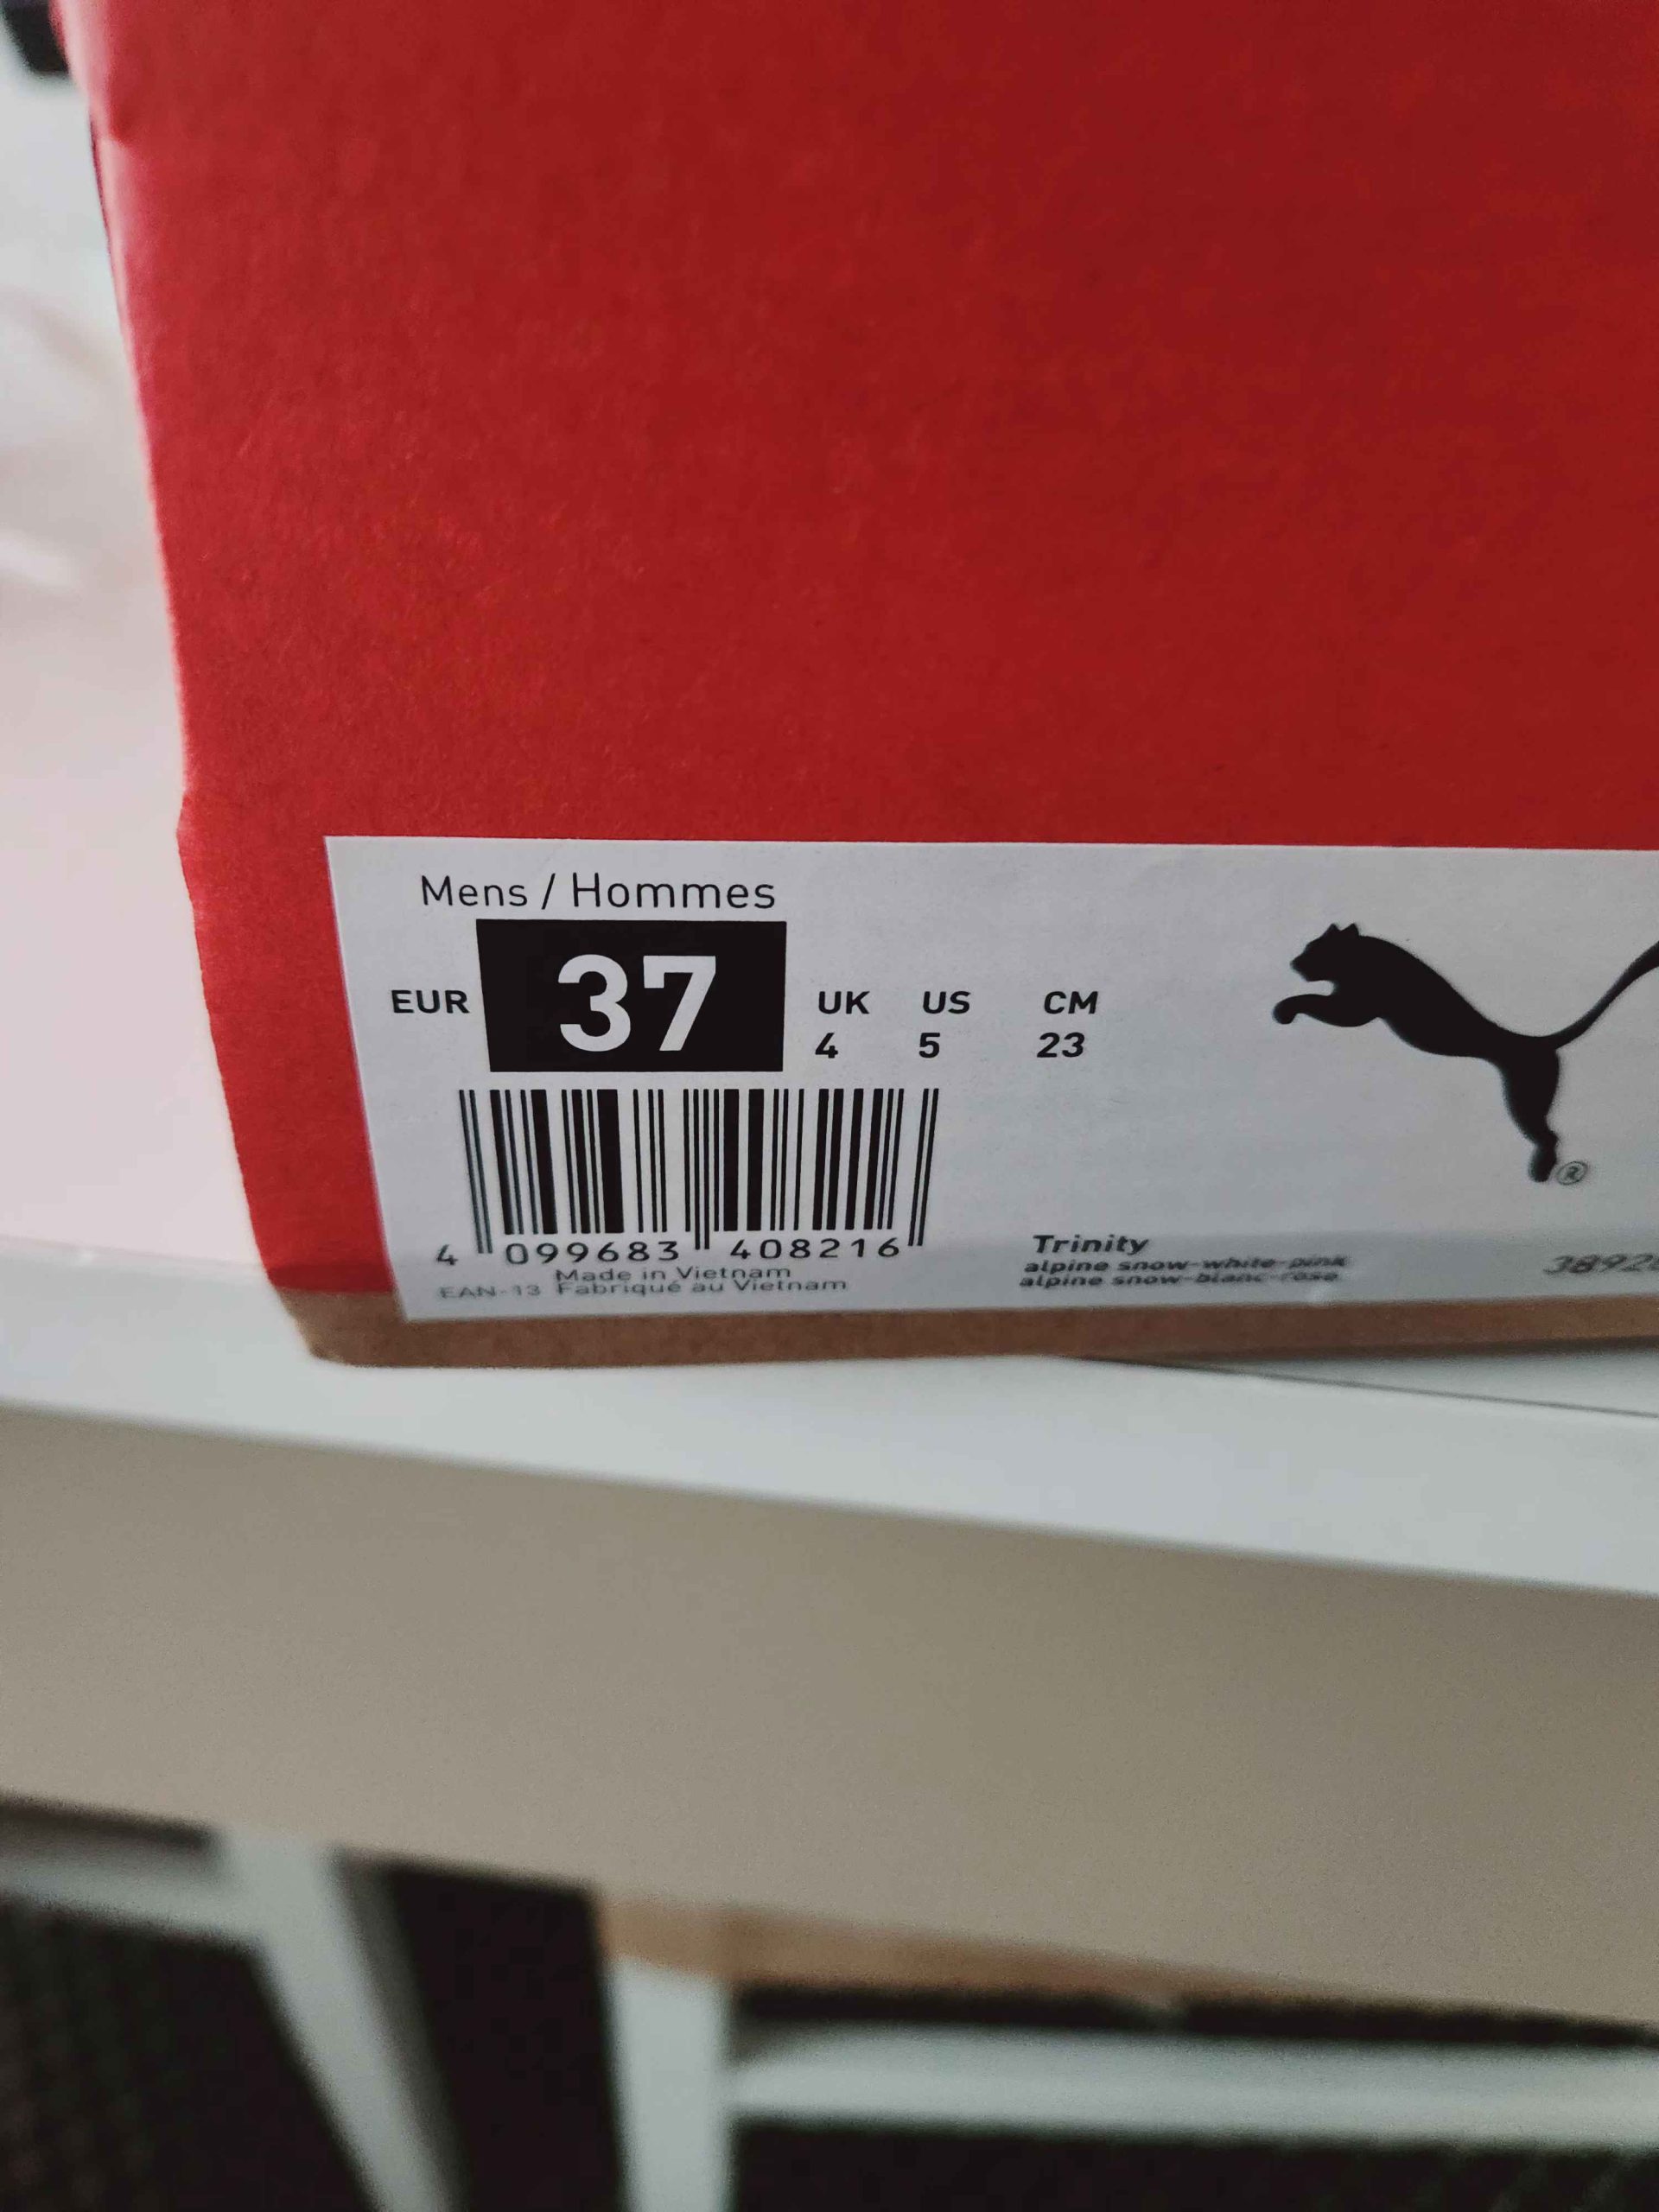 Mens / Hommes
EUR 37 UK US CM
4 5 23
4 099683 408216
Made in Vietnam
EAN-13 Fabriqué au Vietnam
®
Trinity
alpine snow-white-pink
alpine snow-blanc-rose
3892